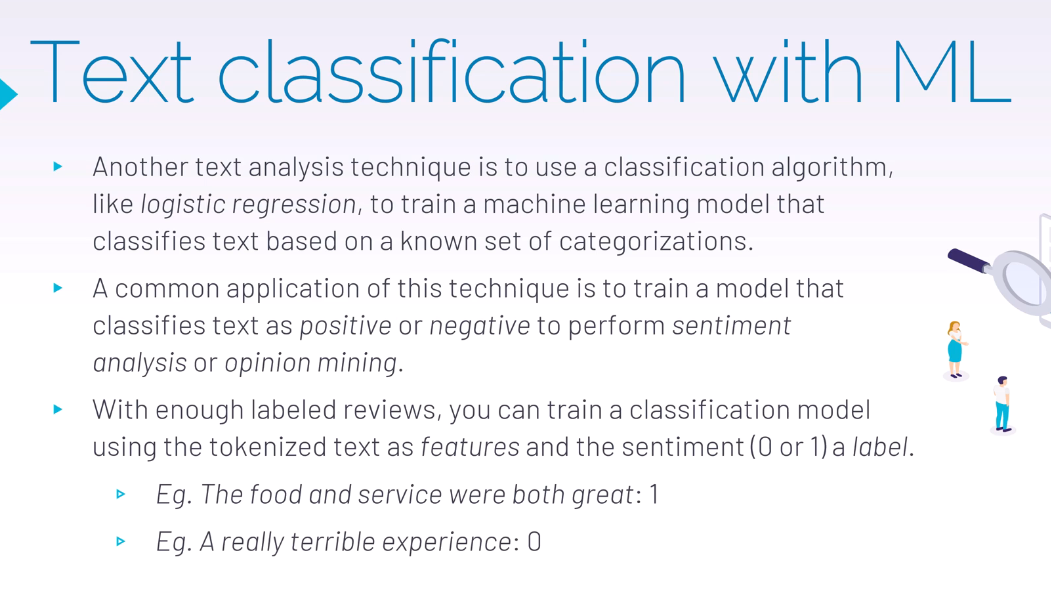 Text classification with ML
Another text analysis technique is to use a classification algorithm,
like logistic regression, to train a machine learning model that
classifies text based on a known set of categorizations.
A common application of this technique is to train a model that
classifies text as positive or negative to perform sentiment
analysis or opinion mining.
With enough labeled reviews, you can train a classification model
using the tokenized text as features and the sentiment (0 or 1) a label.
Eg. The food and service were both great: 1
Eg. A really terrible experience: 0